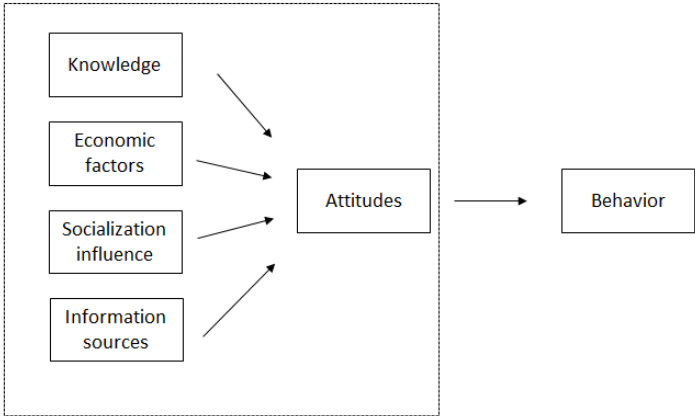 Knowledge
Economic
factors
Socialization
influence
Information
sources
Attitudes
Behavior